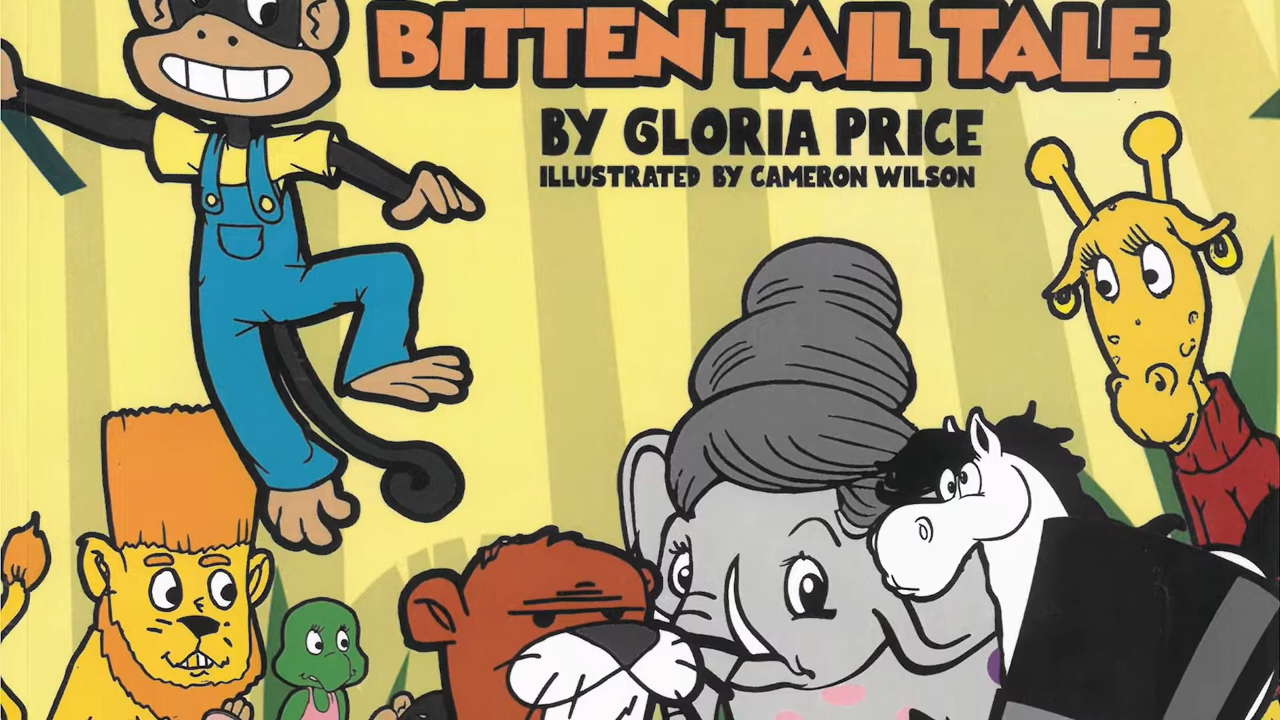 BITTEN TAIL TALE
BY GLORIA PRICE
ILLUSTRATED BY CAMERON WILSON